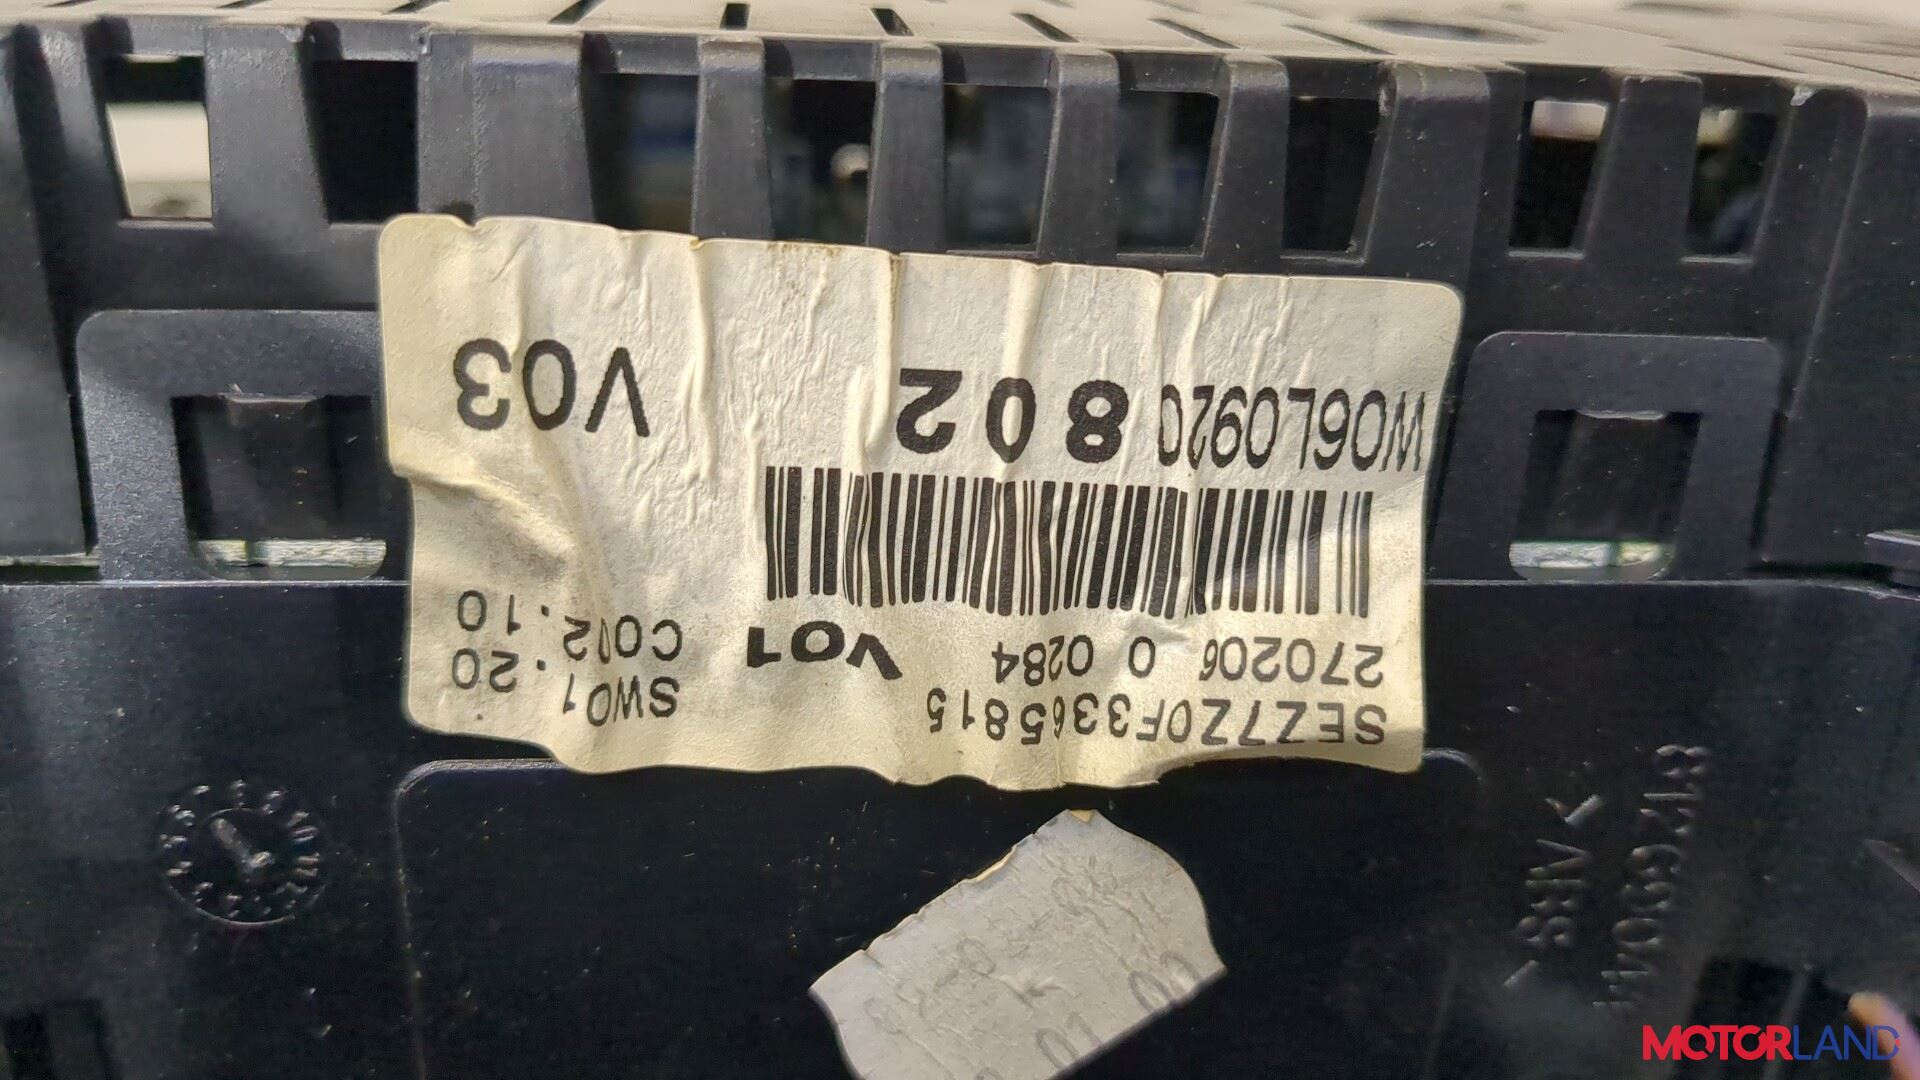 SEZ7Z0F3365815 SW01.20
270206 0 0284 V01 C002.10
W06L0920 802 V03
MOTORLAND